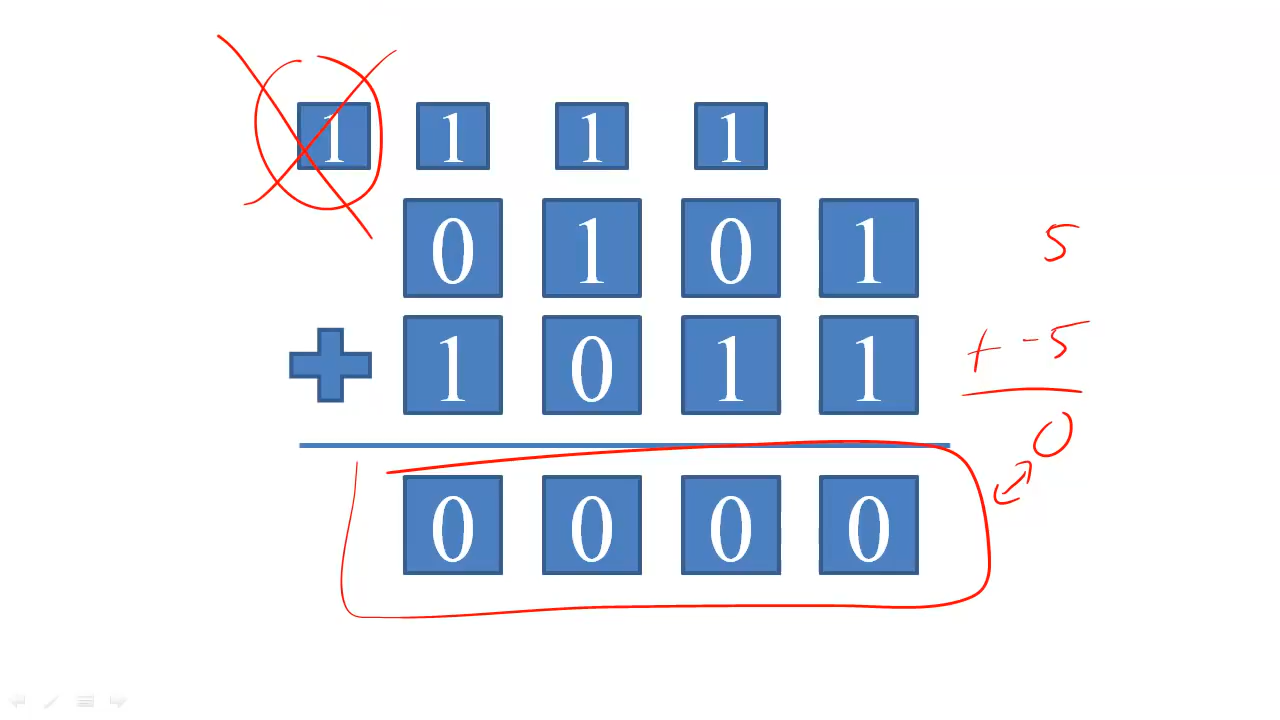 1 1 1 1
0 1 0 1 5
+ 1 0 1 1 + -5
0
0 0 0 0